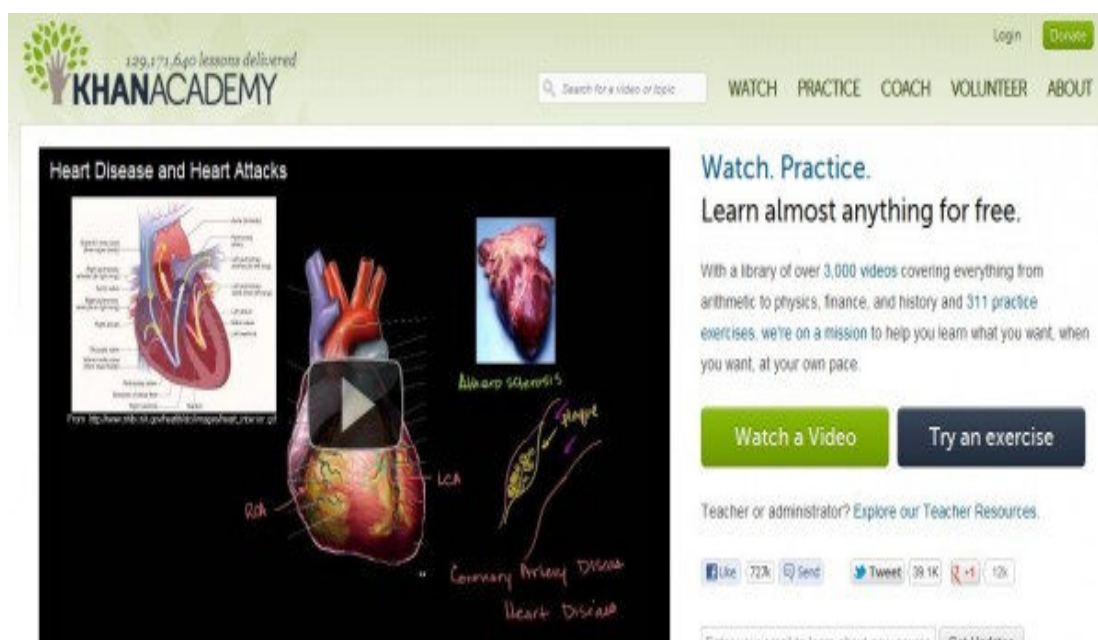 129,171,640 lessons delivered
KHANACADEMY
Login Donate
Search for a video or topic
WATCH PRACTICE COACH VOLUNTEER ABOUT
Heart Disease and Heart Attacks
Atharo sclerosis
plaque
LCA
RCA
Coronary Artery Disease
Heart Disease
Watch. Practice.
Learn almost anything for free.
With a library of over 3,000 videos covering everything from
arithmetic to physics, finance, and history and 311 practice
exercises, we're on a mission to help you learn what you want, when
you want, at your own pace.
Watch a Video Try an exercise
Teacher or administrator? Explore our Teacher Resources.
Like 727k Send Tweet 39.1K +1 12k